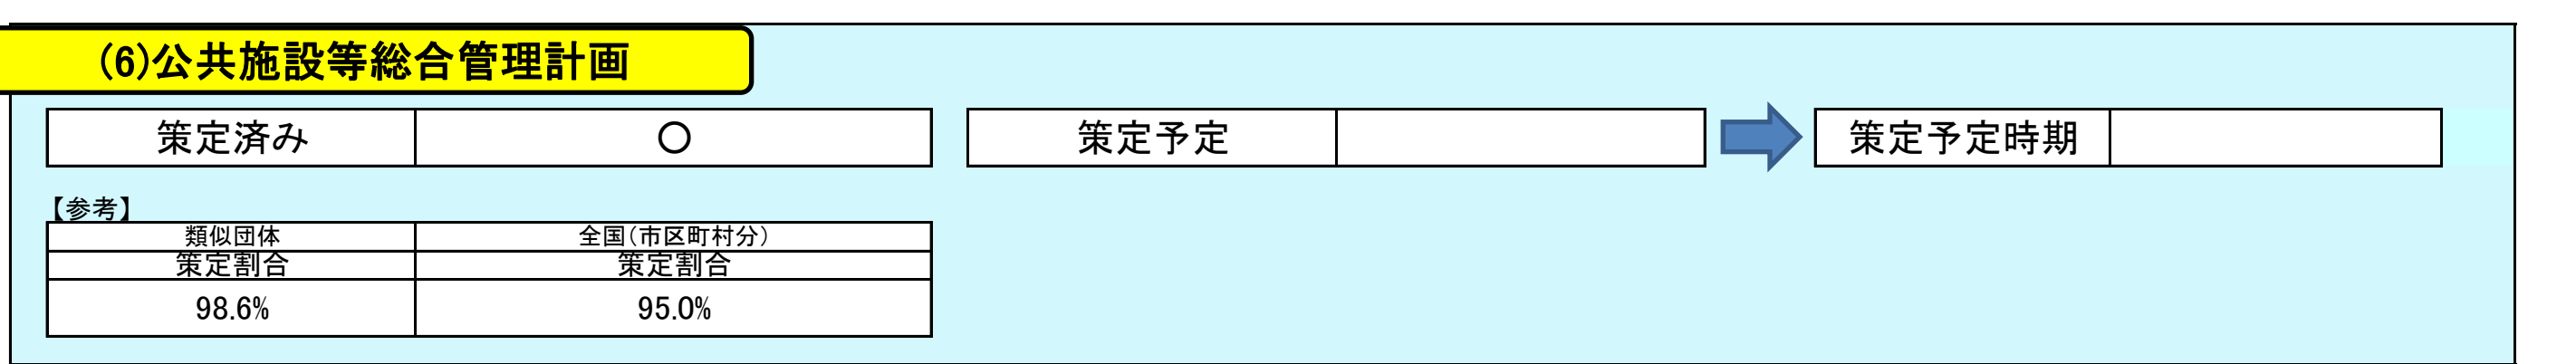 (6)公共施設等総合管理計画
策定済み ○ 策定予定 策定予定時期
【参考】
類似団体 全国(市区町村分)
策定割合 策定割合
98.6% 95.0%